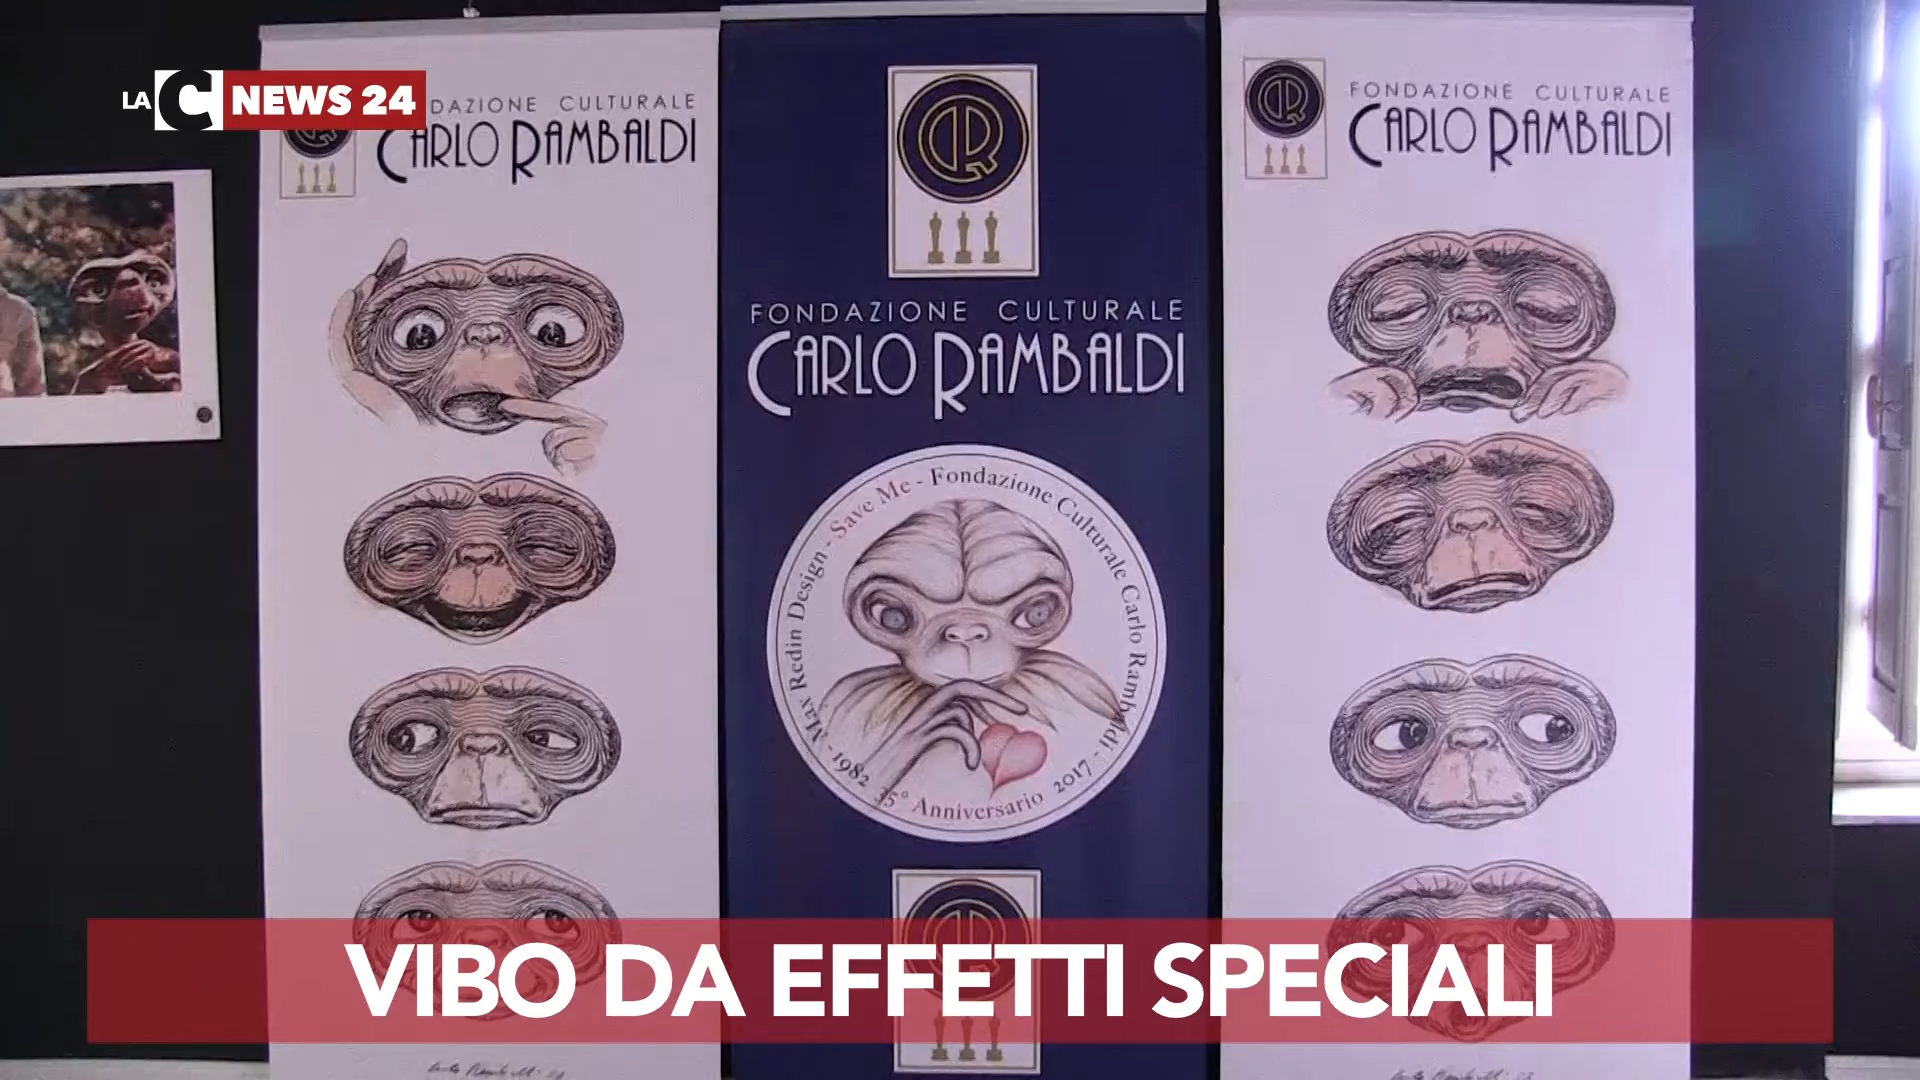 LA C NEWS 24
DAZIONE CULTURALE
CARLO RAMBALDI
FONDAZIONE CULTURALE
CARLO RAMBALDI
FONDAZIONE CULTURALE
CARLO RAMBALDI
Max Redin Design - Save Me - Fondazione Culturale Carlo Rambaldi -
1982 35° Anniversario 2017
VIBO DA EFFETTI SPECIALI